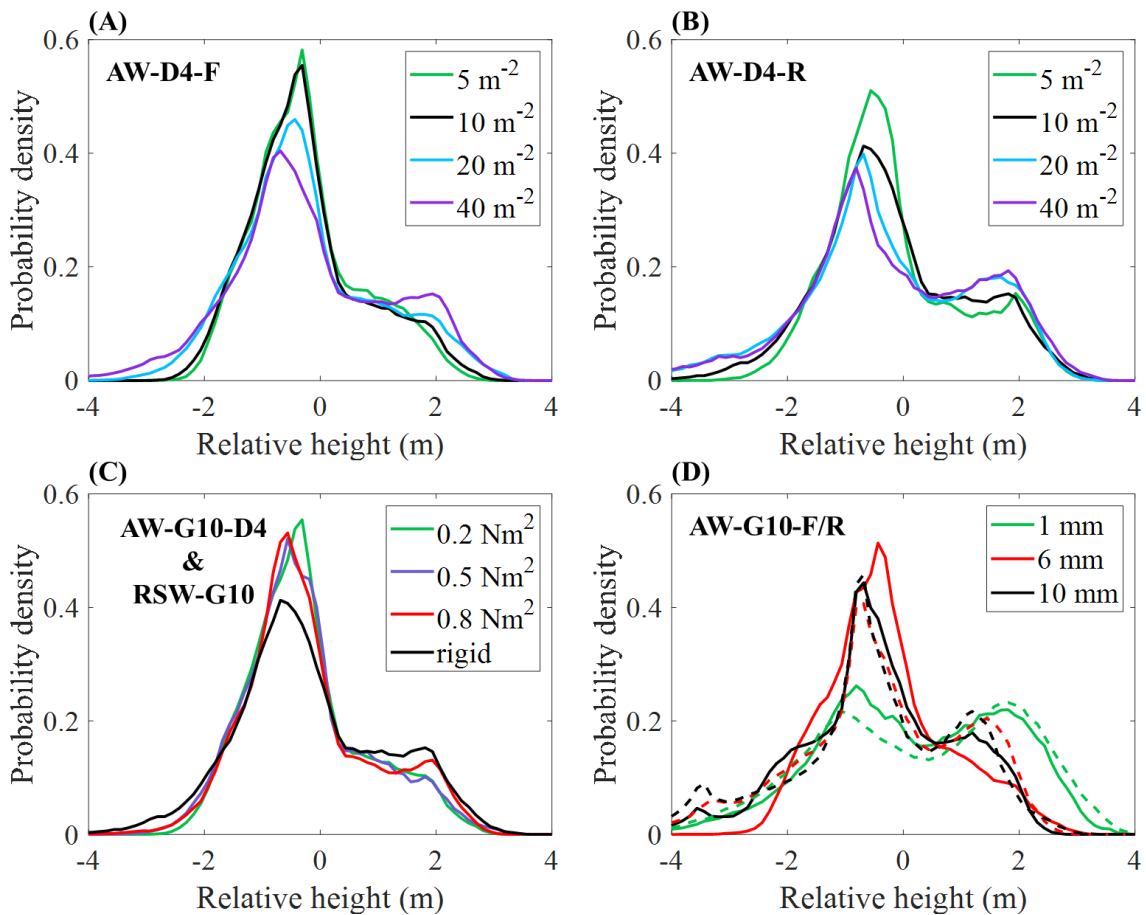 (A)
0.6
0.4
0.2
0
-4
-2
0
2
4
Probability density
Relative height (m)
AW-D4-F
5 m-2
10 m-2
20 m-2
40 m-2
(B)
0.6
0.4
0.2
0
-4
-2
0
2
4
Probability density
Relative height (m)
AW-D4-R
5 m-2
10 m-2
20 m-2
40 m-2
(C)
0.6
0.4
0.2
0
-4
-2
0
2
4
Probability density
Relative height (m)
AW-G10-D4
&
RSW-G10
0.2 Nm2
0.5 Nm2
0.8 Nm2
rigid
(D)
0.6
0.4
0.2
0
-4
-2
0
2
4
Probability density
Relative height (m)
AW-G10-F/R
1 mm
6 mm
10 mm